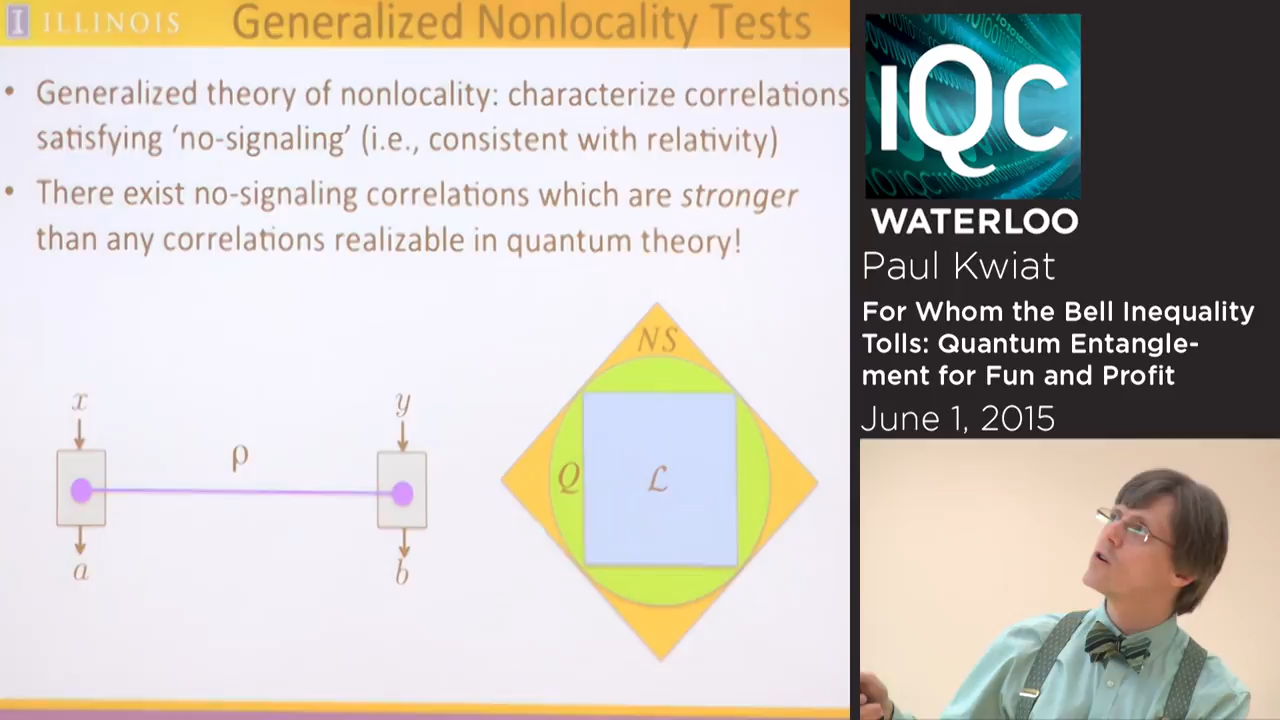 I ILLINOIS
Generalized Nonlocality Tests
• Generalized theory of nonlocality: characterize correlations
satisfying ‘no-signaling’ (i.e., consistent with relativity)
• There exist no-signaling correlations which are stronger
than any correlations realizable in quantum theory!
x
y
ρ
a
b
NS
Q
ℒ
IQC
WATERLOO
Paul Kwiat
For Whom the Bell Inequality
Tolls: Quantum Entangle-
ment for Fun and Profit
June 1, 2015